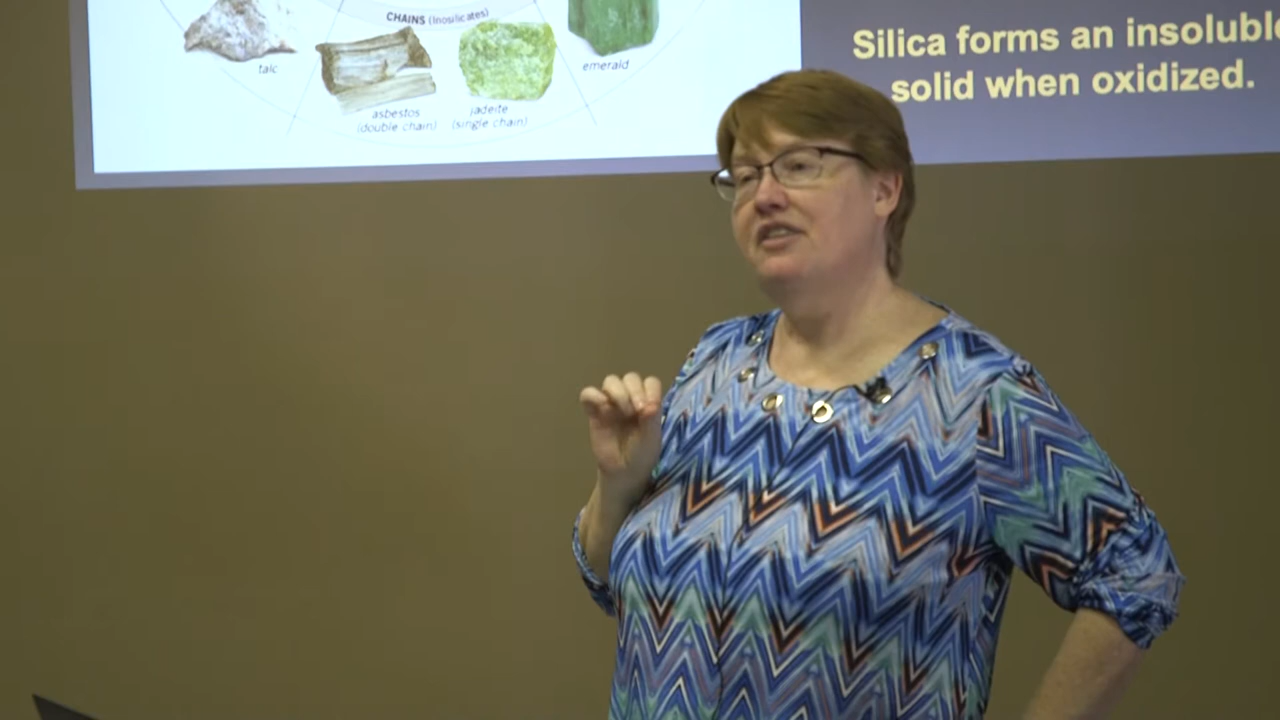 CHAINS (Inosilicates)
talc
asbestos
(double chain)
jadeite
(single chain)
emerald
Silica forms an insoluble
solid when oxidized.